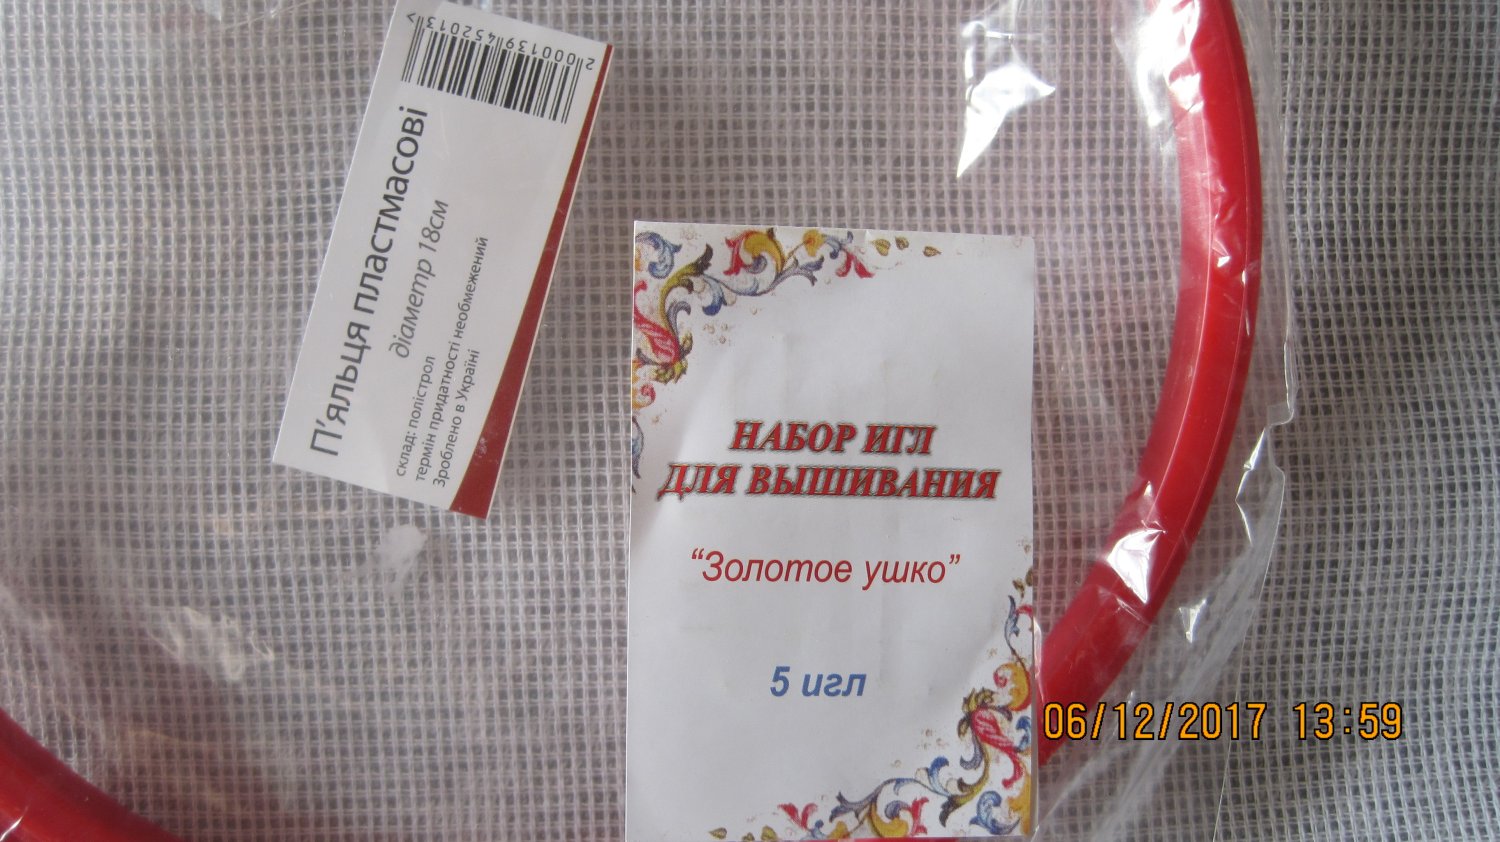 2000139452013>
П'яльця пластмасові
діаметр 18см
склад: полістрол
термін придатності необмежений
Зроблено в Україні
НАБОР ИГЛ
ДЛЯ ВЫШИВАНИЯ
“Золотое ушко”
5 игл
06/12/2017 13:59